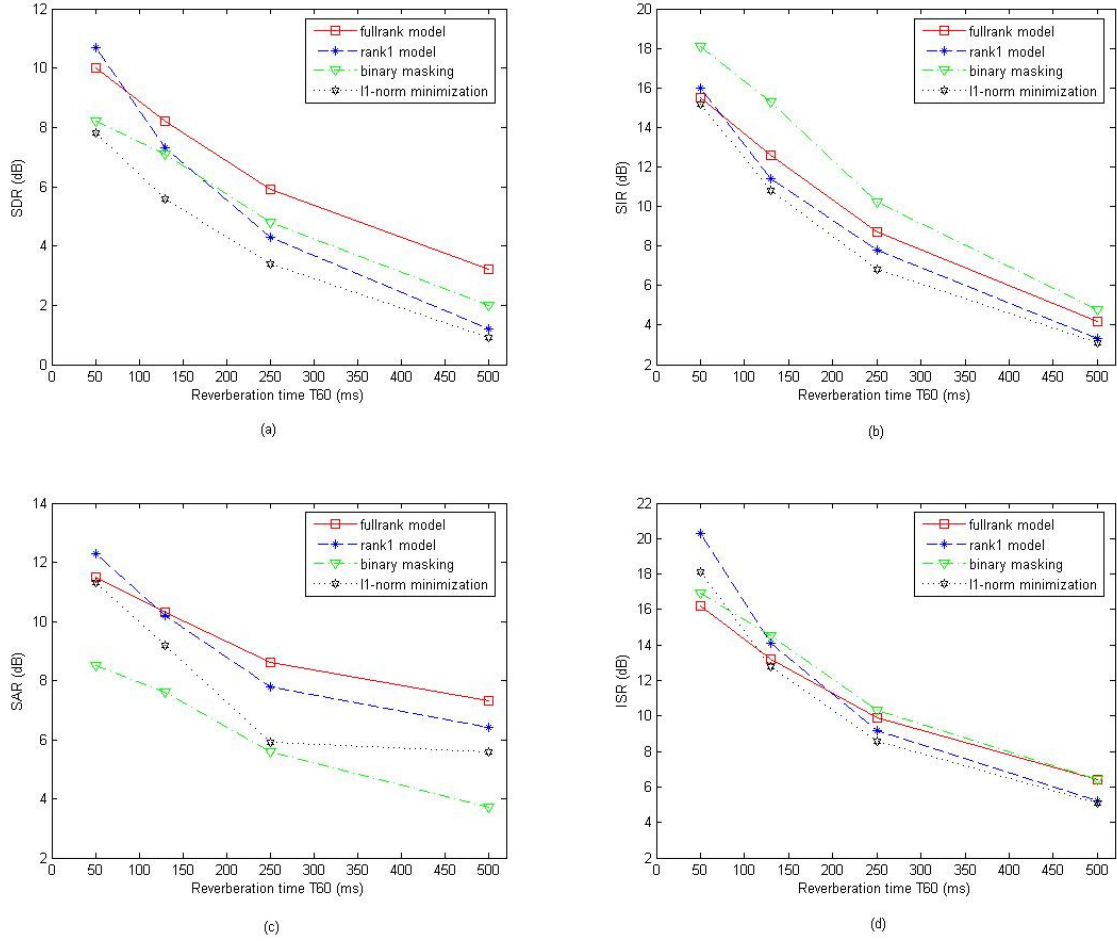 12
10
8
6
4
2
0
SDR (dB)
fullrank model
rank1 model
binary masking
l1-norm minimization
0 50 100 150 200 250 300 350 400 450 500
Reverberation time T60 (ms)
(a)
20
18
16
14
12
10
8
6
4
2
SIR (dB)
fullrank model
rank1 model
binary masking
l1-norm minimization
0 50 100 150 200 250 300 350 400 450 500
Reverberation time T60 (ms)
(b)
14
12
10
8
6
4
2
SAR (dB)
fullrank model
rank1 model
binary masking
l1-norm minimization
0 50 100 150 200 250 300 350 400 450 500
Reverberation time T60 (ms)
(c)
22
20
18
16
14
12
10
8
6
4
2
ISR (dB)
fullrank model
rank1 model
binary masking
l1-norm minimization
0 50 100 150 200 250 300 350 400 450 500
Reverberation time T60 (ms)
(d)